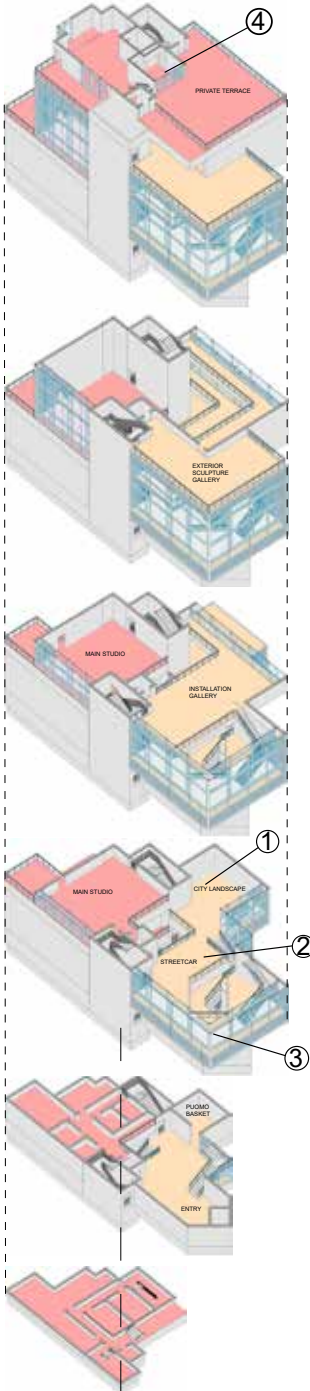 ④
PRIVATE TERRACE
EXTERIOR
SCULPTURE
GALLERY
MAIN STUDIO
INSTALLATION
GALLERY
①
MAIN STUDIO
CITY LANDSCAPE
②
STREETCAR
③
PUOMO
BASKET
ENTRY